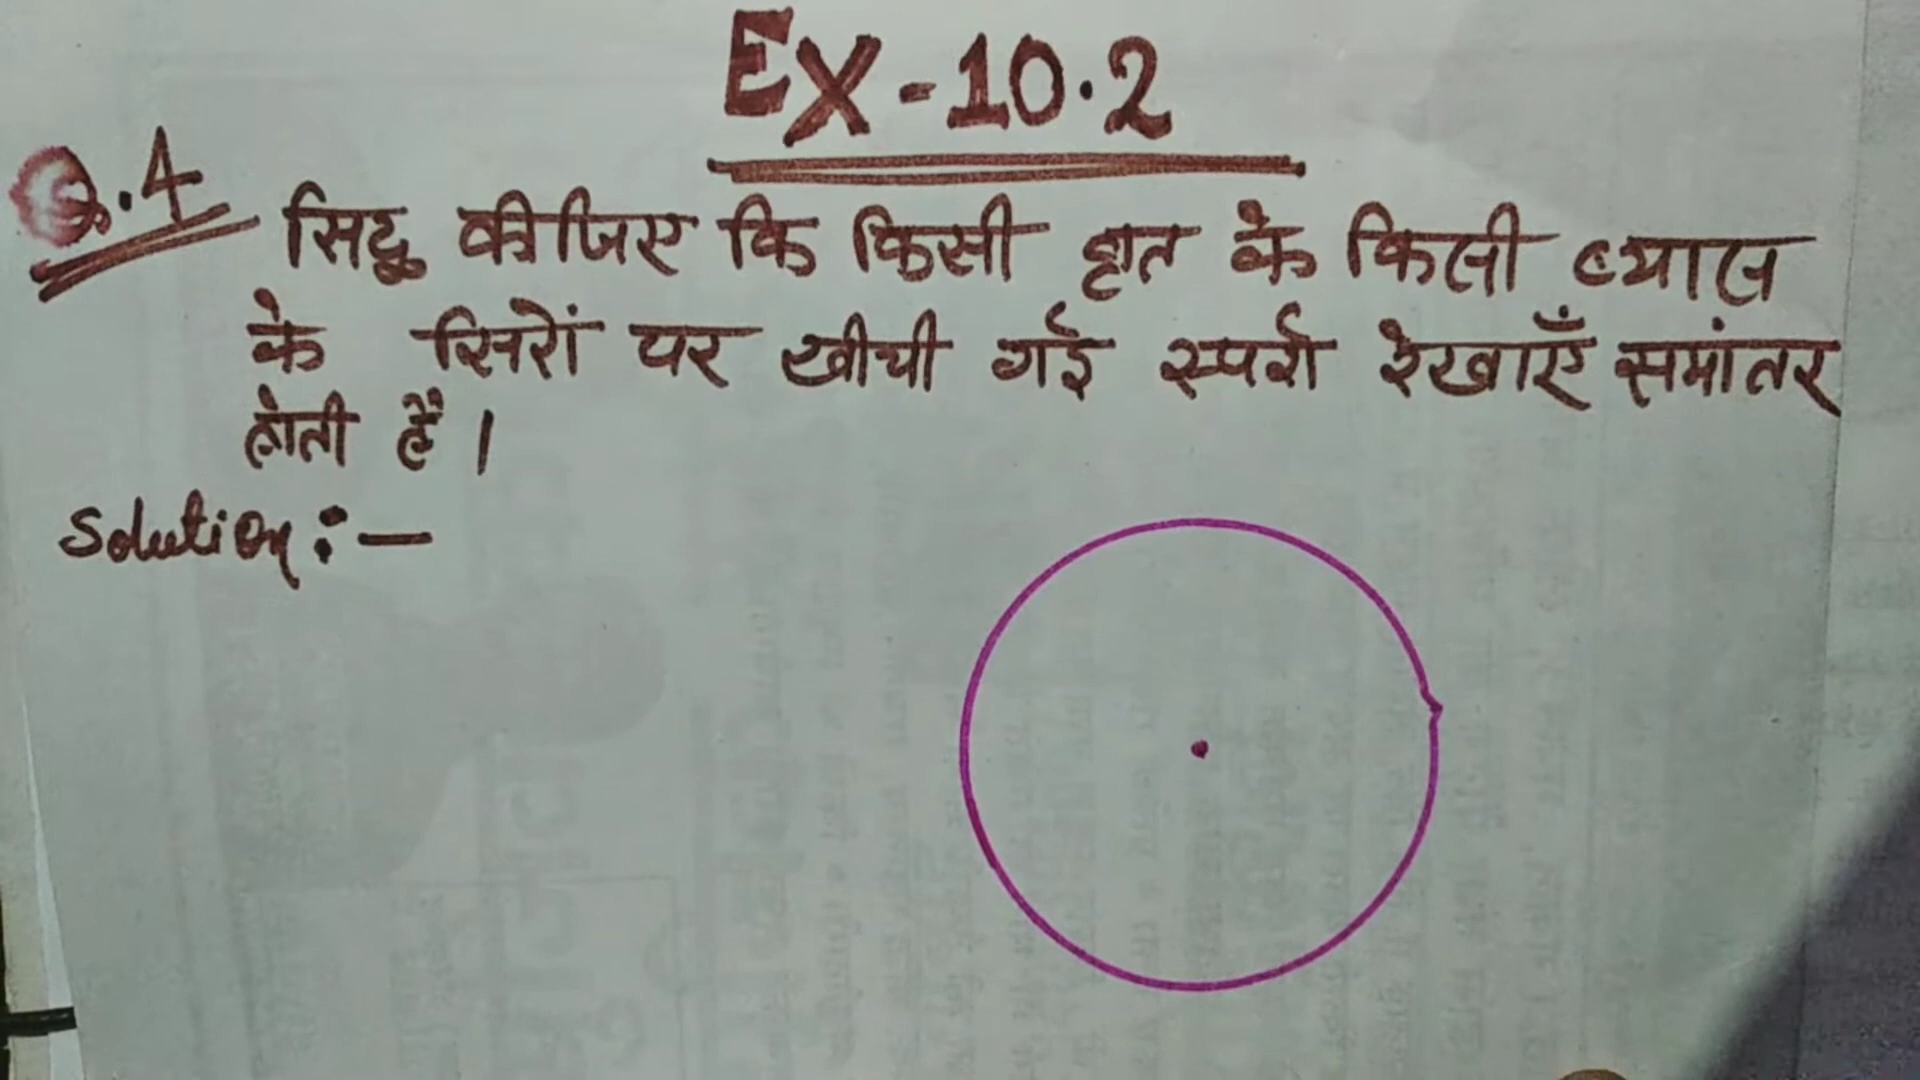 Ex-10.2
Q.4 सिद्ध कीजिए कि किसी वृत के किसी व्यास
के सिरों पर खीची गई स्पर्श रेखाएँ समांतर
होती हैं।
Solution:-